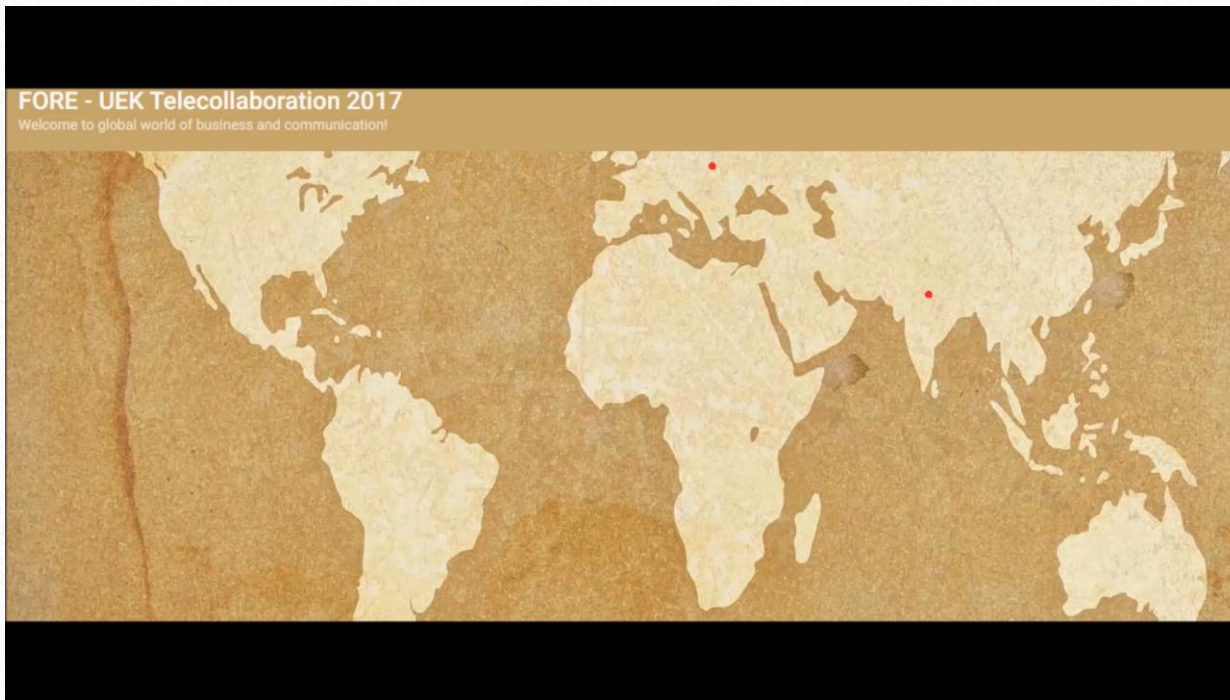 FORE - UEK Telecollaboration 2017
Welcome to global world of business and communication!